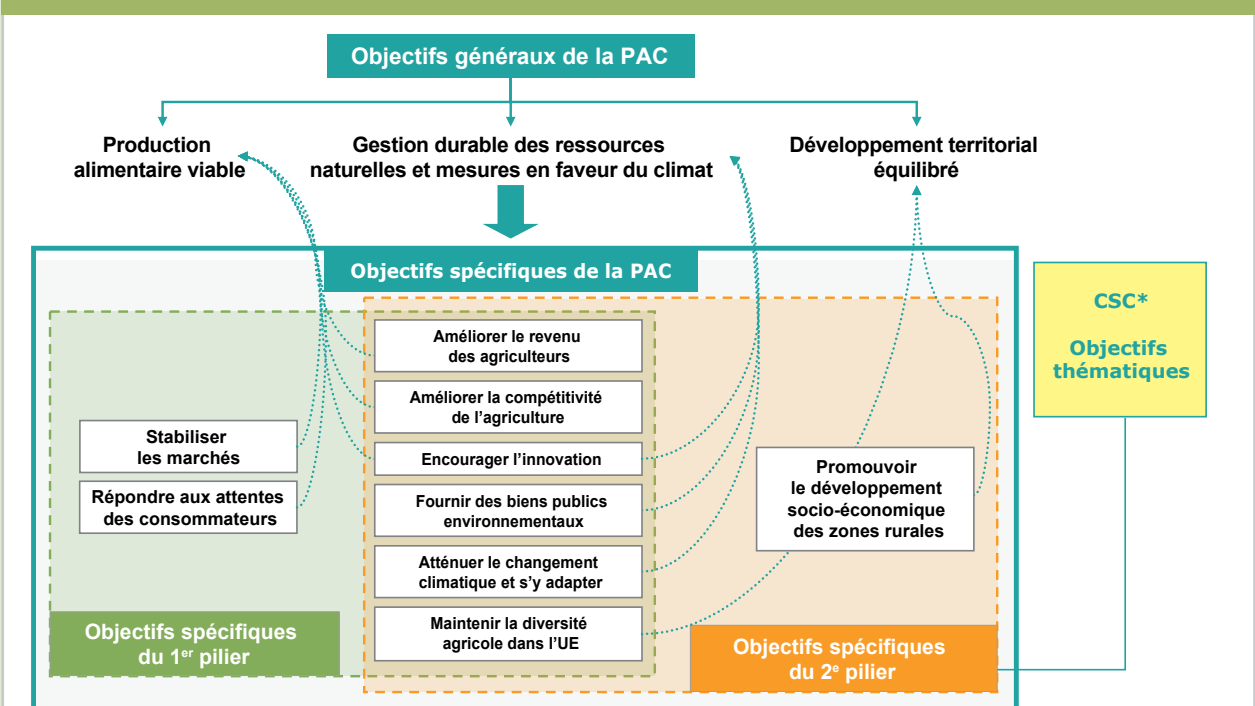 Objectifs généraux de la PAC
Production
alimentaire viable
Gestion durable des ressources
naturelles et mesures en faveur du climat
Développement territorial
équilibré
Objectifs spécifiques de la PAC
CSC*
Objectifs
thématiques
Améliorer le revenu
des agriculteurs
Améliorer la compétitivité
de l’agriculture
Stabiliser
les marchés
Encourager l’innovation
Promouvoir
le développement
socio-économique
des zones rurales
Répondre aux attentes
des consommateurs
Fournir des biens publics
environnementaux
Atténuer le changement
climatique et s’y adapter
Maintenir la diversité
agricole dans l’UE
Objectifs spécifiques
du 1er pilier
Objectifs spécifiques
du 2e pilier